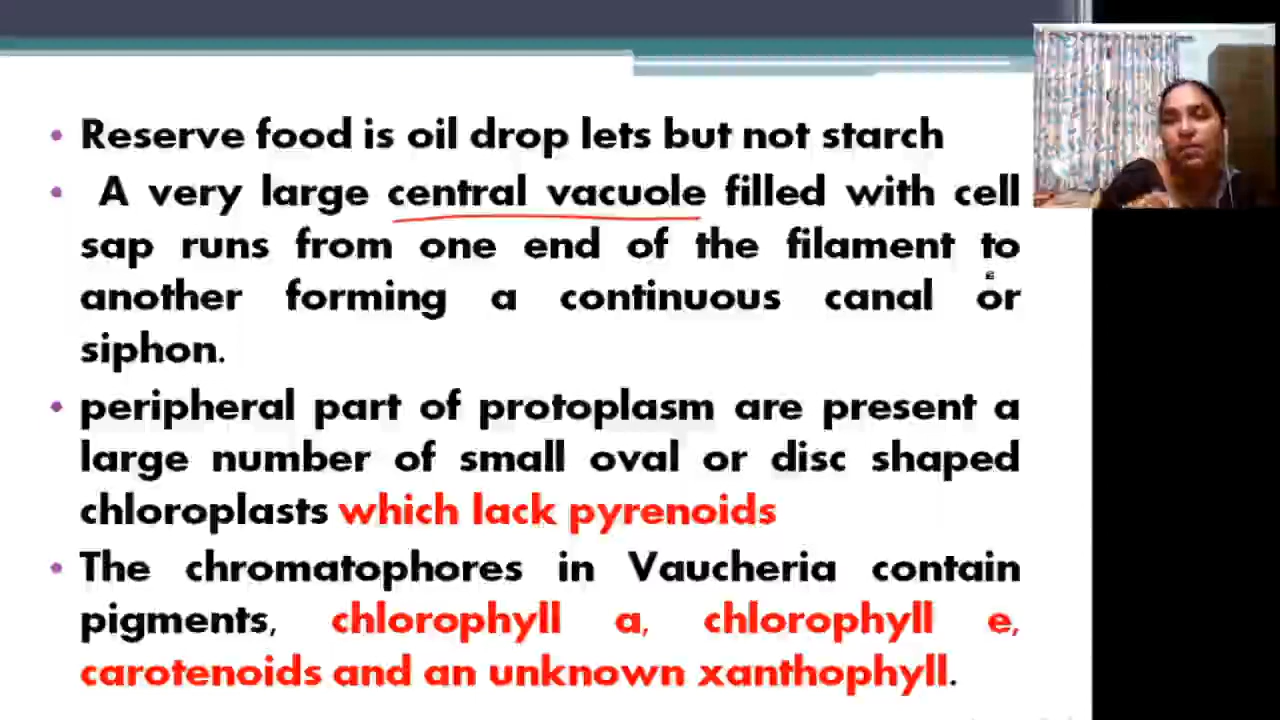 • Reserve food is oil drop lets but not starch
• A very large central vacuole filled with cell
sap runs from one end of the filament to
another forming a continuous canal or
siphon.
• peripheral part of protoplasm are present a
large number of small oval or disc shaped
chloroplasts which lack pyrenoids
• The chromatophores in Vaucheria contain
pigments, chlorophyll a, chlorophyll e,
carotenoids and an unknown xanthophyll.